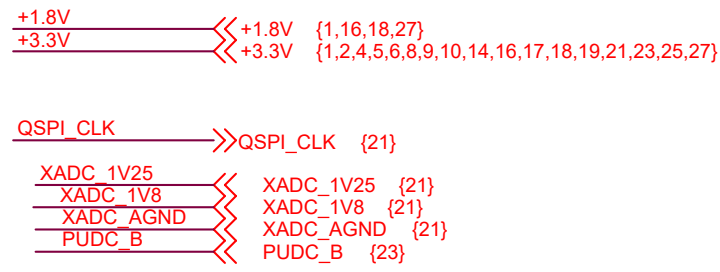 +1.8V
+1.8V {1,16,18,27}
+3.3V
+3.3V {1,2,4,5,6,8,9,10,14,16,17,18,19,21,23,25,27}
QSPI_CLK
QSPI_CLK {21}
XADC_1V25
XADC_1V25 {21}
XADC_1V8
XADC_1V8 {21}
XADC_AGND
XADC_AGND {21}
PUDC_B
PUDC_B {23}